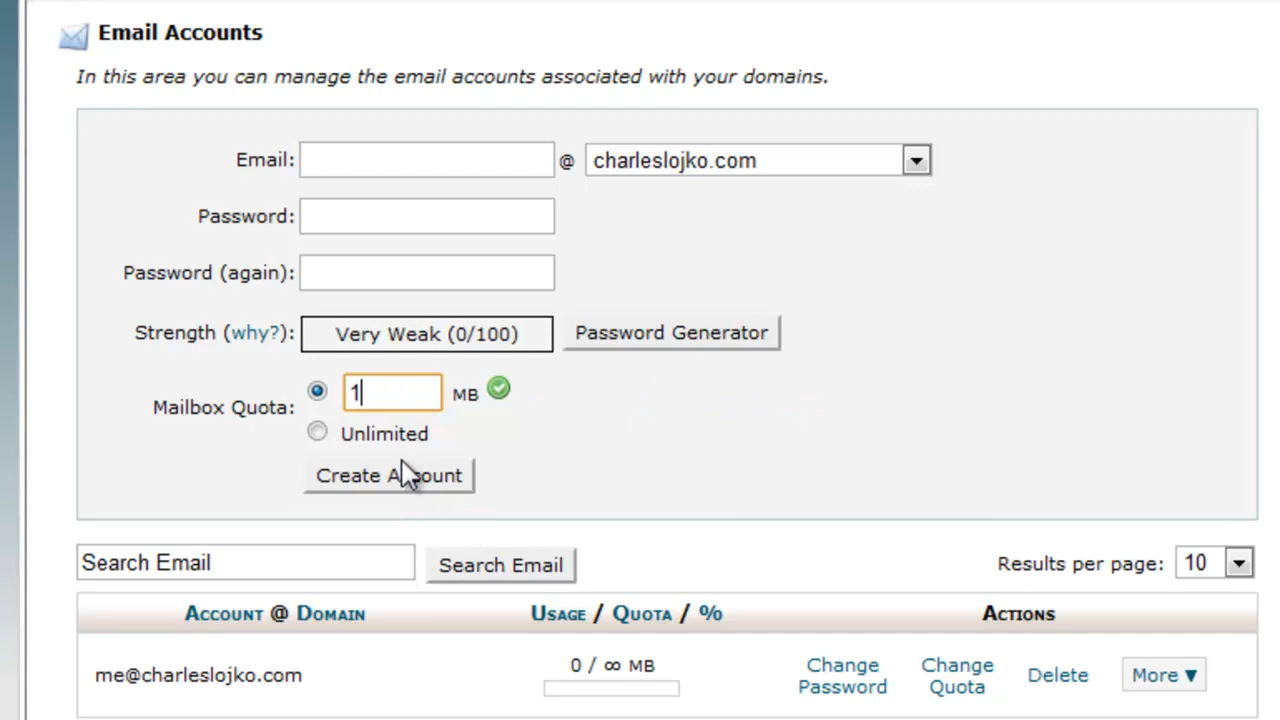 Email Accounts
In this area you can manage the email accounts associated with your domains.
Email: @ charleslojko.com
Password:
Password (again):
Strength (why?): Very Weak (0/100) Password Generator
Mailbox Quota: 1 MB
Unlimited
Create Account
Search Email Search Email Results per page: 10
Account @ Domain Usage / Quota / % Actions
me@charleslojko.com 0 / ∞ MB Change Password Change Quota Delete More ▼